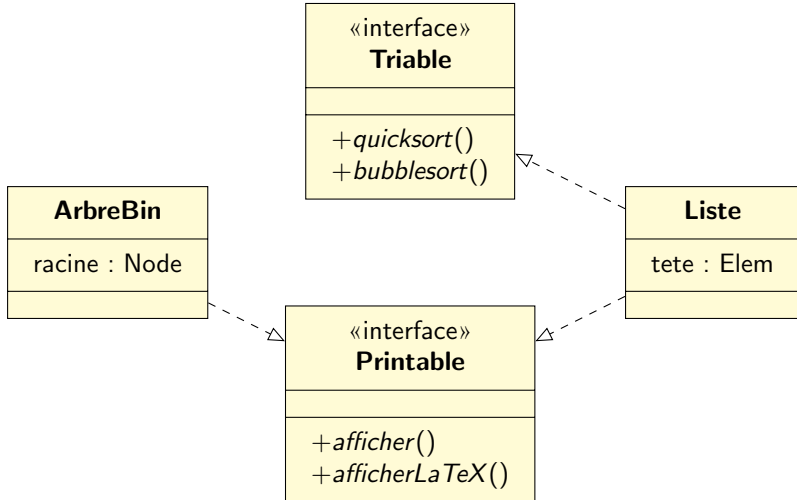 «interface»
Triable
+quicksort()
+bubblesort()
ArbreBin
racine : Node
Liste
tete : Elem
«interface»
Printable
+afficher()
+afficherLaTeX()